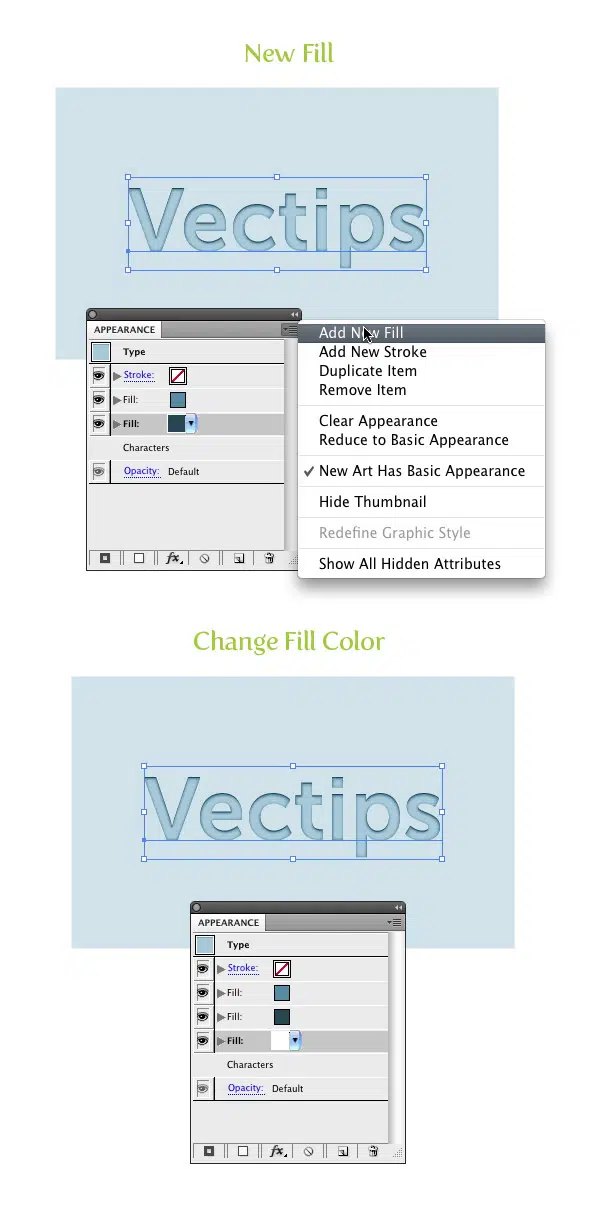 New Fill
Vectips
APPEARANCE
Type
Stroke:
Fill:
Fill:
Characters
Opacity: Default
fx
Add New Fill
Add New Stroke
Duplicate Item
Remove Item
Clear Appearance
Reduce to Basic Appearance
✓ New Art Has Basic Appearance
Hide Thumbnail
Redefine Graphic Style
Show All Hidden Attributes
Change Fill Color
Vectips
APPEARANCE
Type
Stroke:
Fill:
Fill:
Fill:
Characters
Opacity: Default
fx